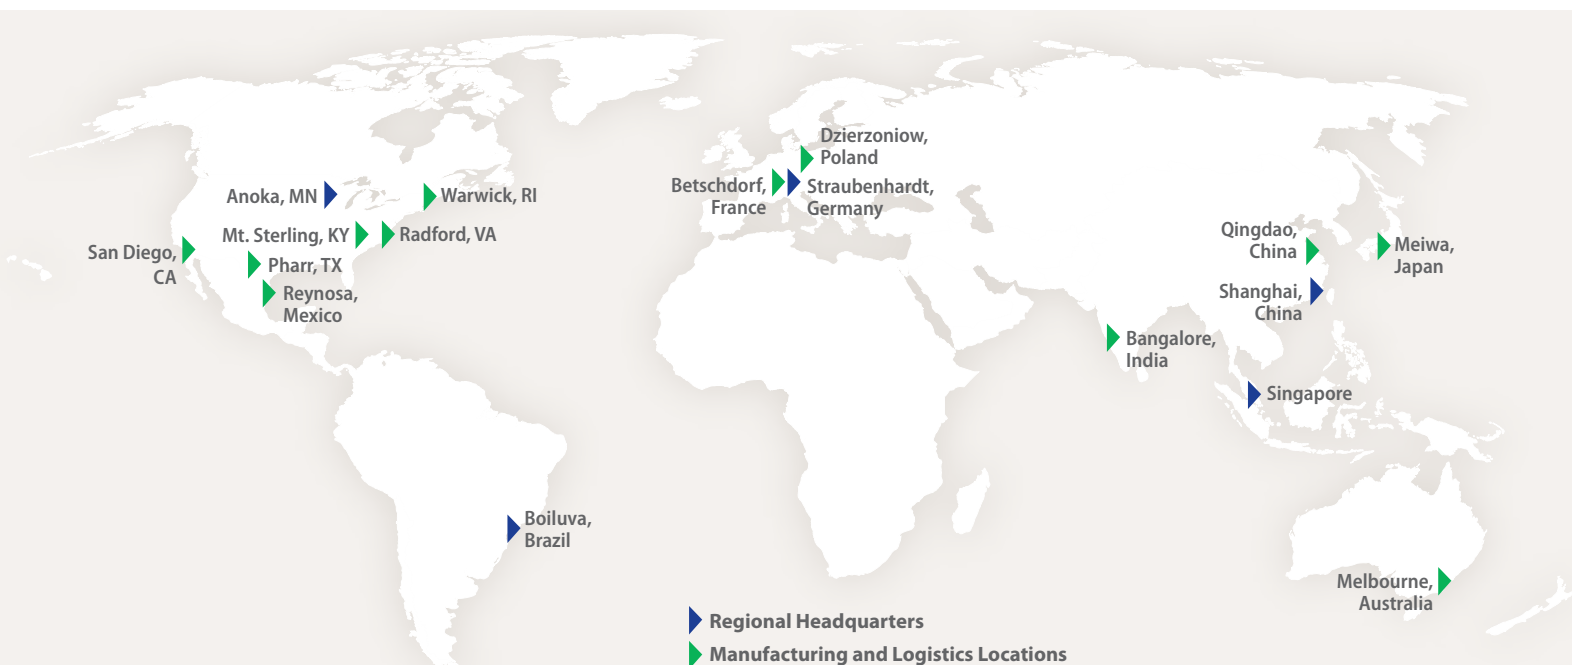 Dzierzoniow,
Poland
Betschdorf,
France
Straubenhardt,
Germany
Anoka, MN
Warwick, RI
Mt. Sterling, KY
Radford, VA
San Diego,
CA
Pharr, TX
Reynosa,
Mexico
Qingdao,
China
Meiwa,
Japan
Shanghai,
China
Bangalore,
India
Singapore
Boiluva,
Brazil
Melbourne,
Australia
Regional Headquarters
Manufacturing and Logistics Locations